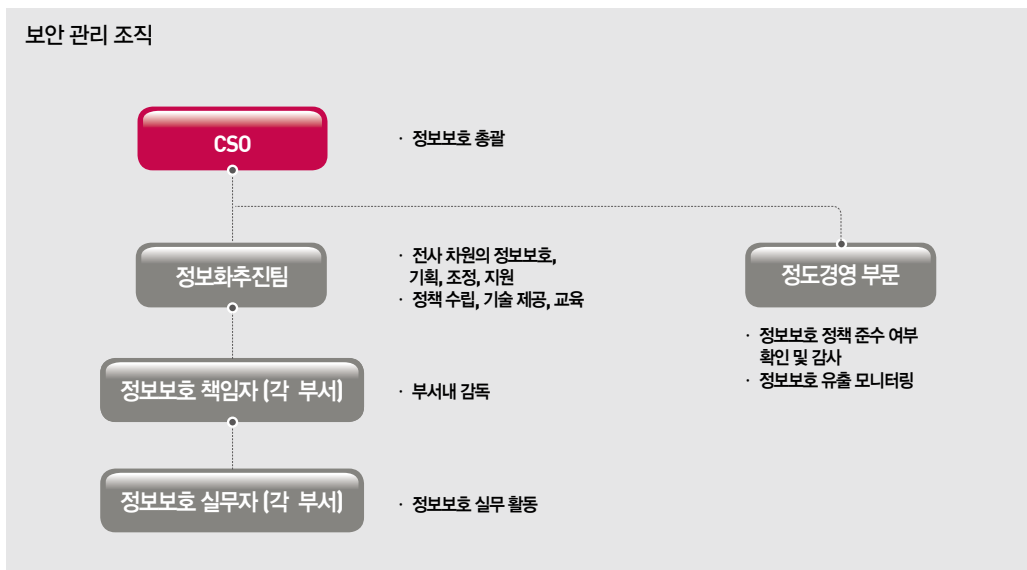 보안 관리 조직
CSO
· 정보보호 총괄
정보화추진팀
· 전사 차원의 정보보호,
기획, 조정, 지원
· 정책 수립, 기술 제공, 교육
정도경영 부문
· 정보보호 정책 준수 여부
확인 및 감사
· 정보보호 유출 모니터링
정보보호 책임자 (각 부서)
· 부서내 감독
정보보호 실무자 (각 부서)
· 정보보호 실무 활동